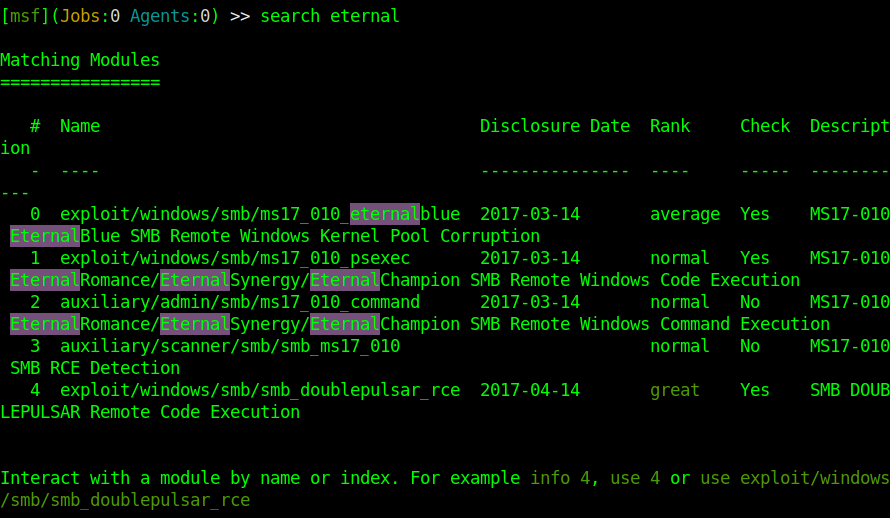 [msf](Jobs:0 Agents:0) >> search eternal

Matching Modules
================

   #  Name                                      Disclosure Date  Rank     Check  Descript
ion
   -  ----                                      ---------------  ----     -----  --------
---
   0  exploit/windows/smb/ms17_010_eternalblue  2017-03-14       average  Yes    MS17-010
 EternalBlue SMB Remote Windows Kernel Pool Corruption
   1  exploit/windows/smb/ms17_010_psexec       2017-03-14       normal   Yes    MS17-010
 EternalRomance/EternalSynergy/EternalChampion SMB Remote Windows Code Execution
   2  auxiliary/admin/smb/ms17_010_command      2017-03-14       normal   No     MS17-010
 EternalRomance/EternalSynergy/EternalChampion SMB Remote Windows Command Execution
   3  auxiliary/scanner/smb/smb_ms17_010                         normal   No     MS17-010
 SMB RCE Detection
   4  exploit/windows/smb/smb_doublepulsar_rce  2017-04-14       great    Yes    SMB DOUB
LEPULSAR Remote Code Execution


Interact with a module by name or index. For example info 4, use 4 or use exploit/windows
/smb/smb_doublepulsar_rce